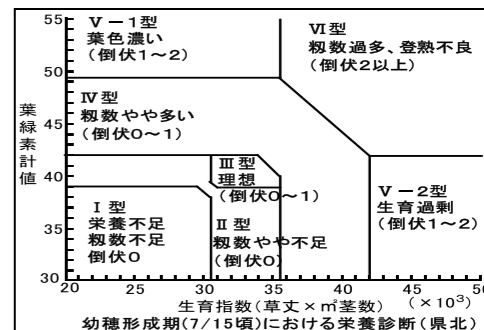 55
50
45
40
35
30
葉緑素計値
Ⅴ－1型
葉色濃い
(倒伏1～2)
Ⅵ型
籾数過多、登熟不良
(倒伏2以上)
Ⅳ型
籾数やや多い
(倒伏0～1)
Ⅲ型
理想
(倒伏0～1)
Ⅰ型
栄養不足
籾数不足
倒伏0
Ⅱ型
籾数やや不足
(倒伏0)
Ⅴ－2型
生育過剰
(倒伏1～2)
20 25 30 35 40 45 50
生育指数(草丈×㎡茎数) (×10³)
幼穂形成期(7/15頃)における栄養診断(県北)